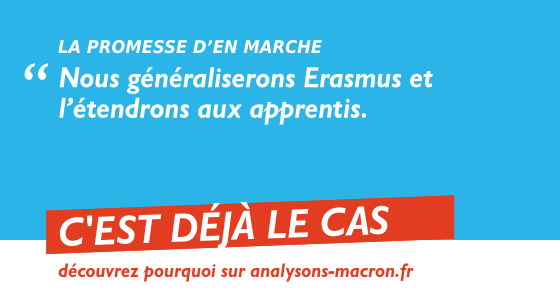 LA PROMESSE D’EN MARCHE
“ Nous généraliserons Erasmus et
l’étendrons aux apprentis.
C'EST DÉJÀ LE CAS
découvrez pourquoi sur analysons-macron.fr